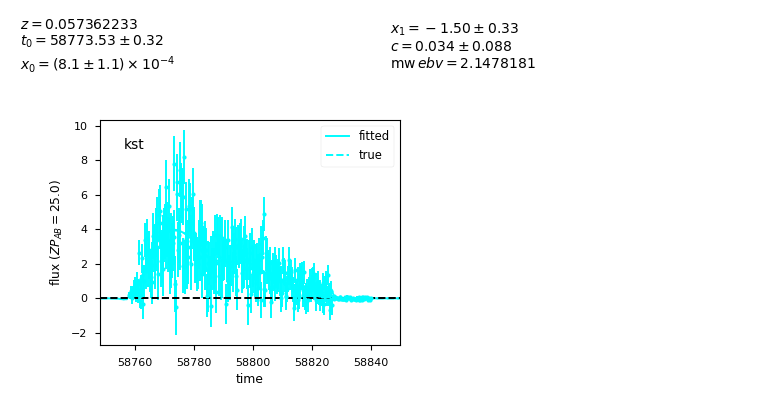 z = 0.057362233
t₀ = 58773.53 ± 0.32
x₀ = (8.1 ± 1.1) × 10⁻⁴
x₁ = −1.50 ± 0.33
c = 0.034 ± 0.088
mw ebv = 2.1478181
kst
fitted
true
10
8
6
4
2
0
−2
flux (ZP_AB = 25.0)
58760 58780 58800 58820 58840
time